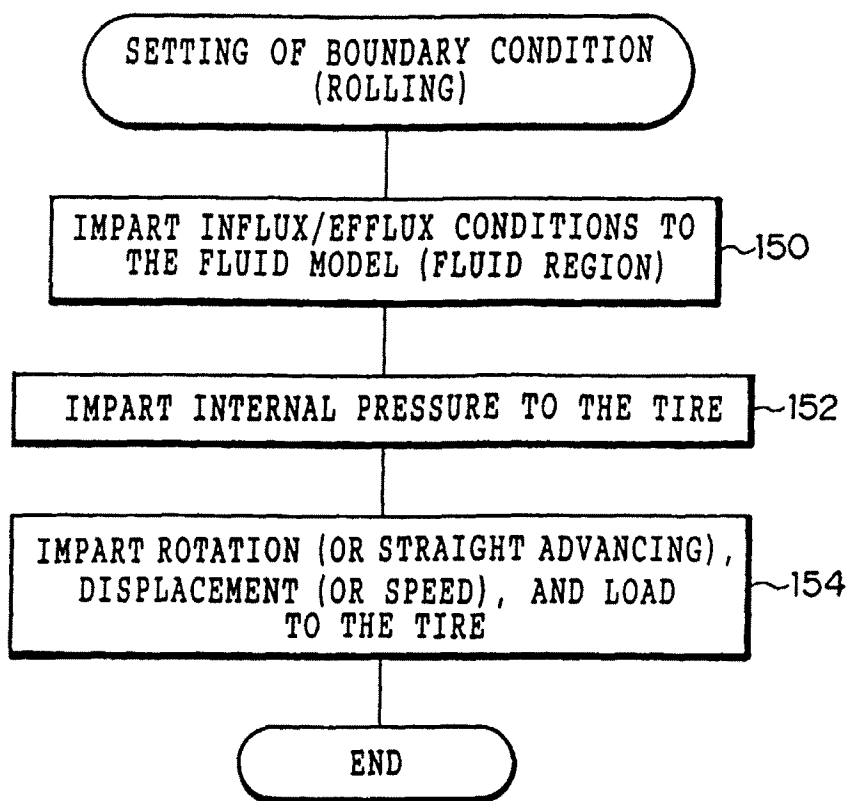 SETTING OF BOUNDARY CONDITION
(ROLLING)
IMPART INFLUX/EFFLUX CONDITIONS TO
THE FLUID MODEL (FLUID REGION)
150
IMPART INTERNAL PRESSURE TO THE TIRE
152
IMPART ROTATION (OR STRAIGHT ADVANCING),
DISPLACEMENT (OR SPEED), AND LOAD
TO THE TIRE
154
END